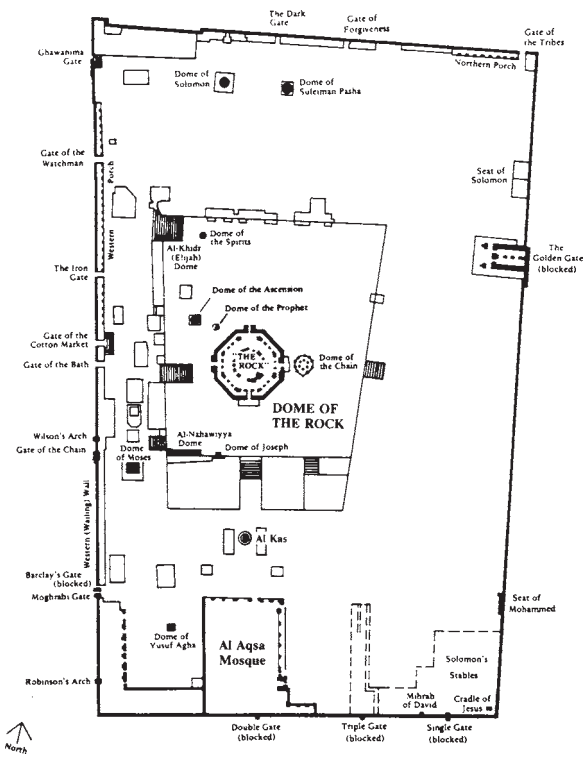 The Dark
Gate
Gate of
Forgiveness
Gate of
the Tribes
Ghawanima
Gate
Northern Porch
Dome of
Solomon
Dome of
Suleiman Pasha
Gate of the
Watchman
Porch
Western
Seat of
Solomon
Al-Khidr
(Elijah)
Dome
Dome of
the Spirits
The
Golden Gate
(blocked)
The Iron
Gate
Dome of the Ascension
Dome of the Prophet
Gate of the
Cotton Market
Gate of the Bath
"THE
ROCK"
Dome of
the Chain
DOME OF
THE ROCK
Wilson's Arch
Gate of the Chain
Al-Nahawiyya
Dome
Dome of Joseph
Dome
of Moses
Western (Wailing) Wall
Al Kas
Barclay's Gate
(blocked)
Moghrabi Gate
Seat of
Mohammed
Dome of
Yusuf Agha
Al Aqsa
Mosque
Solomon's
Stables
Robinson's Arch
Mihrab
of David
Cradle of
Jesus
North
Double Gate
(blocked)
Triple Gate
(blocked)
Single Gate
(blocked)